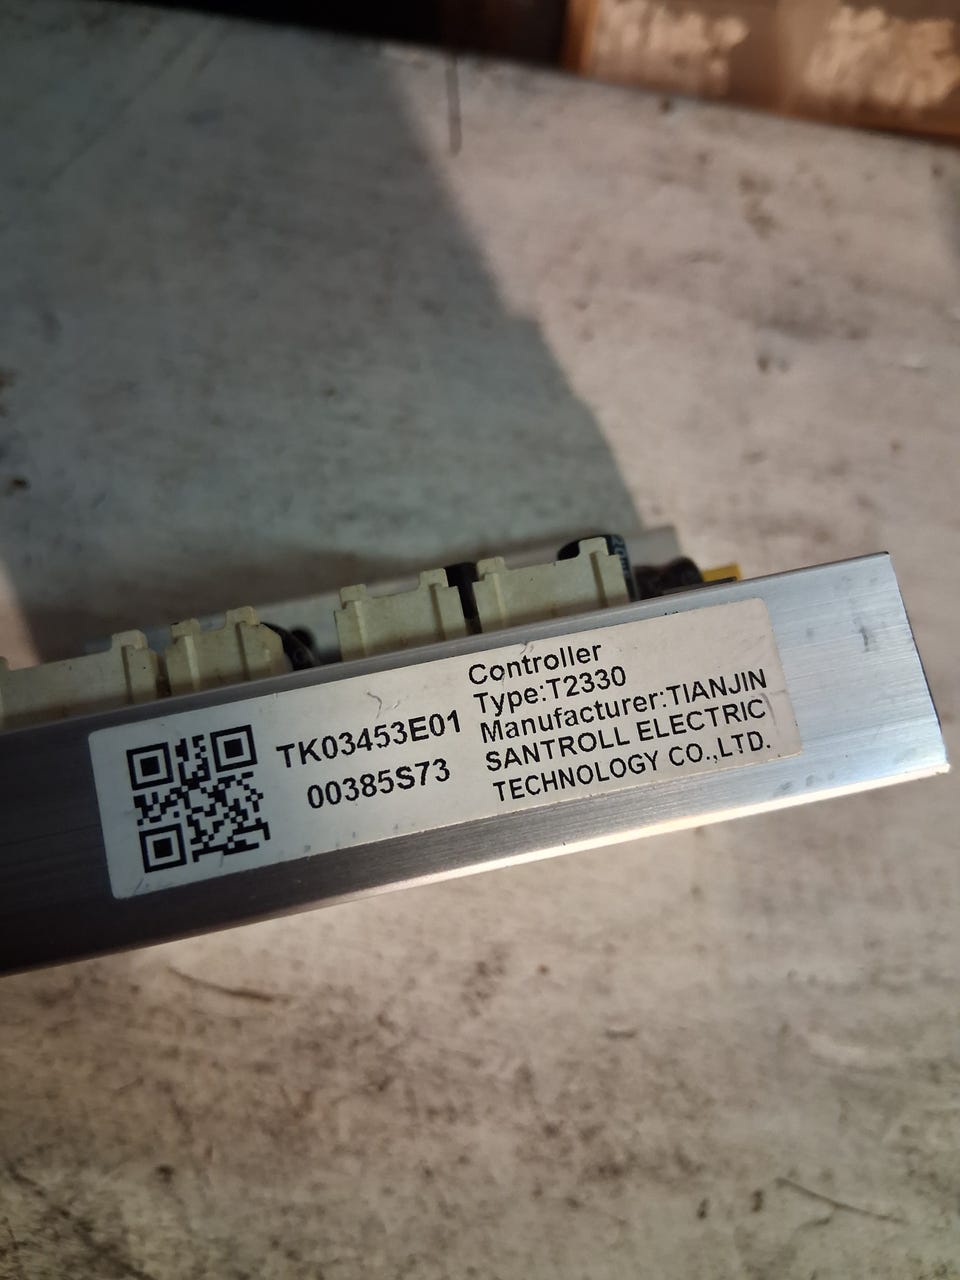 TK03453E01
00385S73
Controller
Type:T2330
Manufacturer:TIANJIN
SANTROLL ELECTRIC
TECHNOLOGY CO.,LTD.